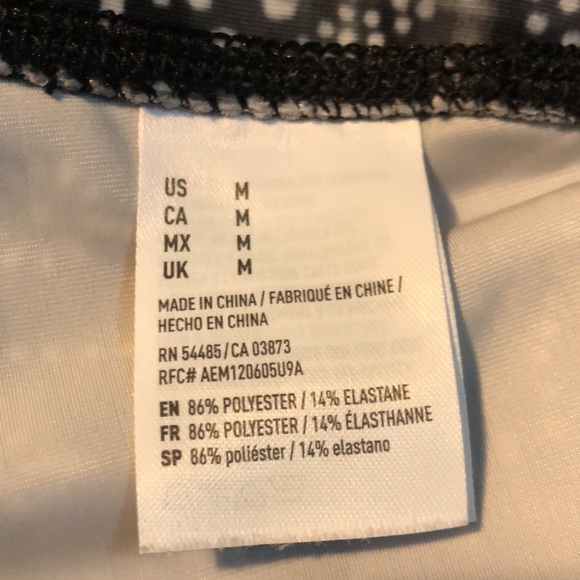 US M
CA M
MX M
UK M
MADE IN CHINA / FABRIQUÉ EN CHINE /
HECHO EN CHINA
RN 54485/CA 03873
RFC# AEM120605U9A
EN 86% POLYESTER / 14% ELASTANE
FR 86% POLYESTER / 14% ÉLASTHANNE
SP 86% poliéster / 14% elastano